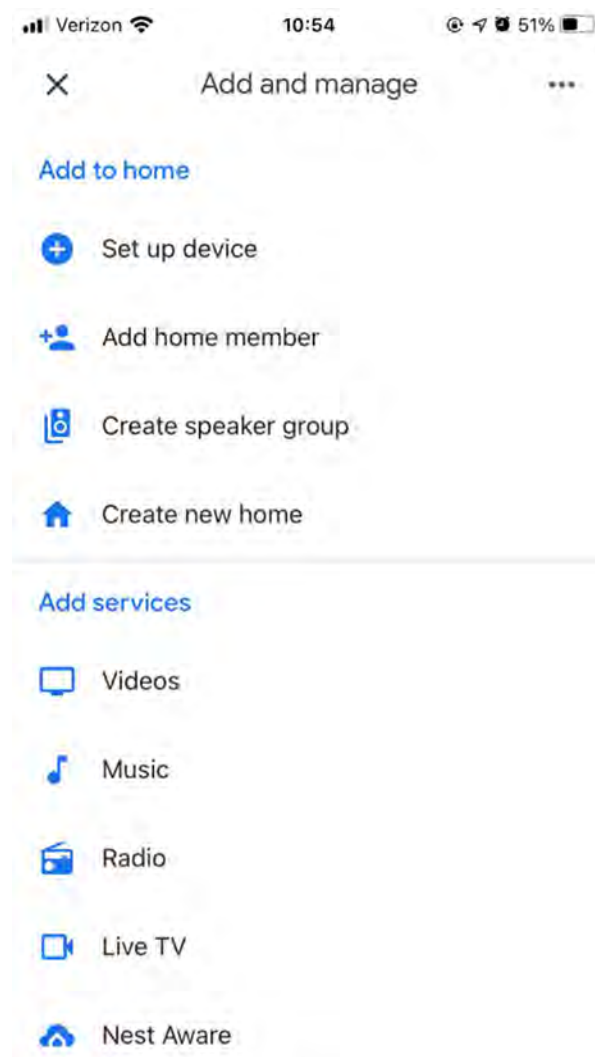 Verizon 10:54 51%
Add and manage
Add to home
Set up device
Add home member
Create speaker group
Create new home
Add services
Videos
Music
Radio
Live TV
Nest Aware